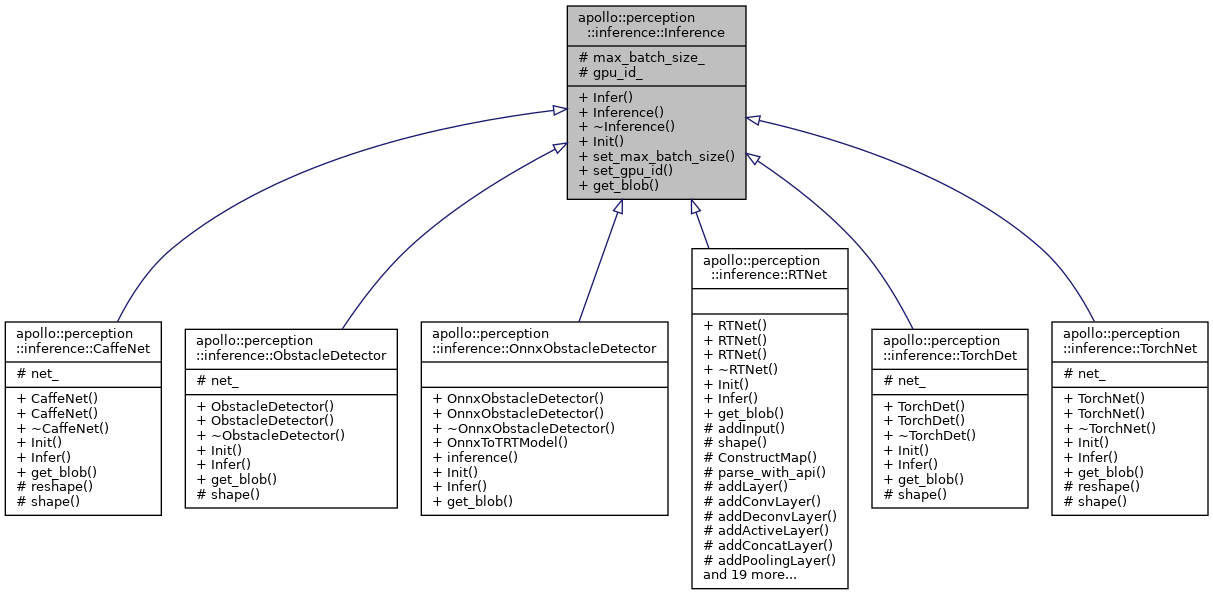 apollo::perception
::inference::Inference
# max_batch_size_
# gpu_id_
+ Infer()
+ Inference()
+ ~Inference()
+ Init()
+ set_max_batch_size()
+ set_gpu_id()
+ get_blob()
apollo::perception
::inference::CaffeNet
# net_
+ CaffeNet()
+ CaffeNet()
+ ~CaffeNet()
+ Init()
+ Infer()
+ get_blob()
# reshape()
# shape()
apollo::perception
::inference::ObstacleDetector
# net_
+ ObstacleDetector()
+ ObstacleDetector()
+ ~ObstacleDetector()
+ Init()
+ Infer()
+ get_blob()
# shape()
apollo::perception
::inference::OnnxObstacleDetector
+ OnnxObstacleDetector()
+ OnnxObstacleDetector()
+ ~OnnxObstacleDetector()
+ OnnxToTRTModel()
+ inference()
+ Init()
+ Infer()
+ get_blob()
apollo::perception
::inference::RTNet
+ RTNet()
+ RTNet()
+ RTNet()
+ ~RTNet()
+ Init()
+ Infer()
+ get_blob()
# addInput()
# shape()
# ConstructMap()
# parse_with_api()
# addLayer()
# addConvLayer()
# addDeconvLayer()
# addActiveLayer()
# addConcatLayer()
# addPoolingLayer()
and 19 more...
apollo::perception
::inference::TorchDet
# net_
+ TorchDet()
+ TorchDet()
+ ~TorchDet()
+ Init()
+ Infer()
+ get_blob()
# shape()
apollo::perception
::inference::TorchNet
# net_
+ TorchNet()
+ TorchNet()
+ ~TorchNet()
+ Init()
+ Infer()
+ get_blob()
# reshape()
# shape()